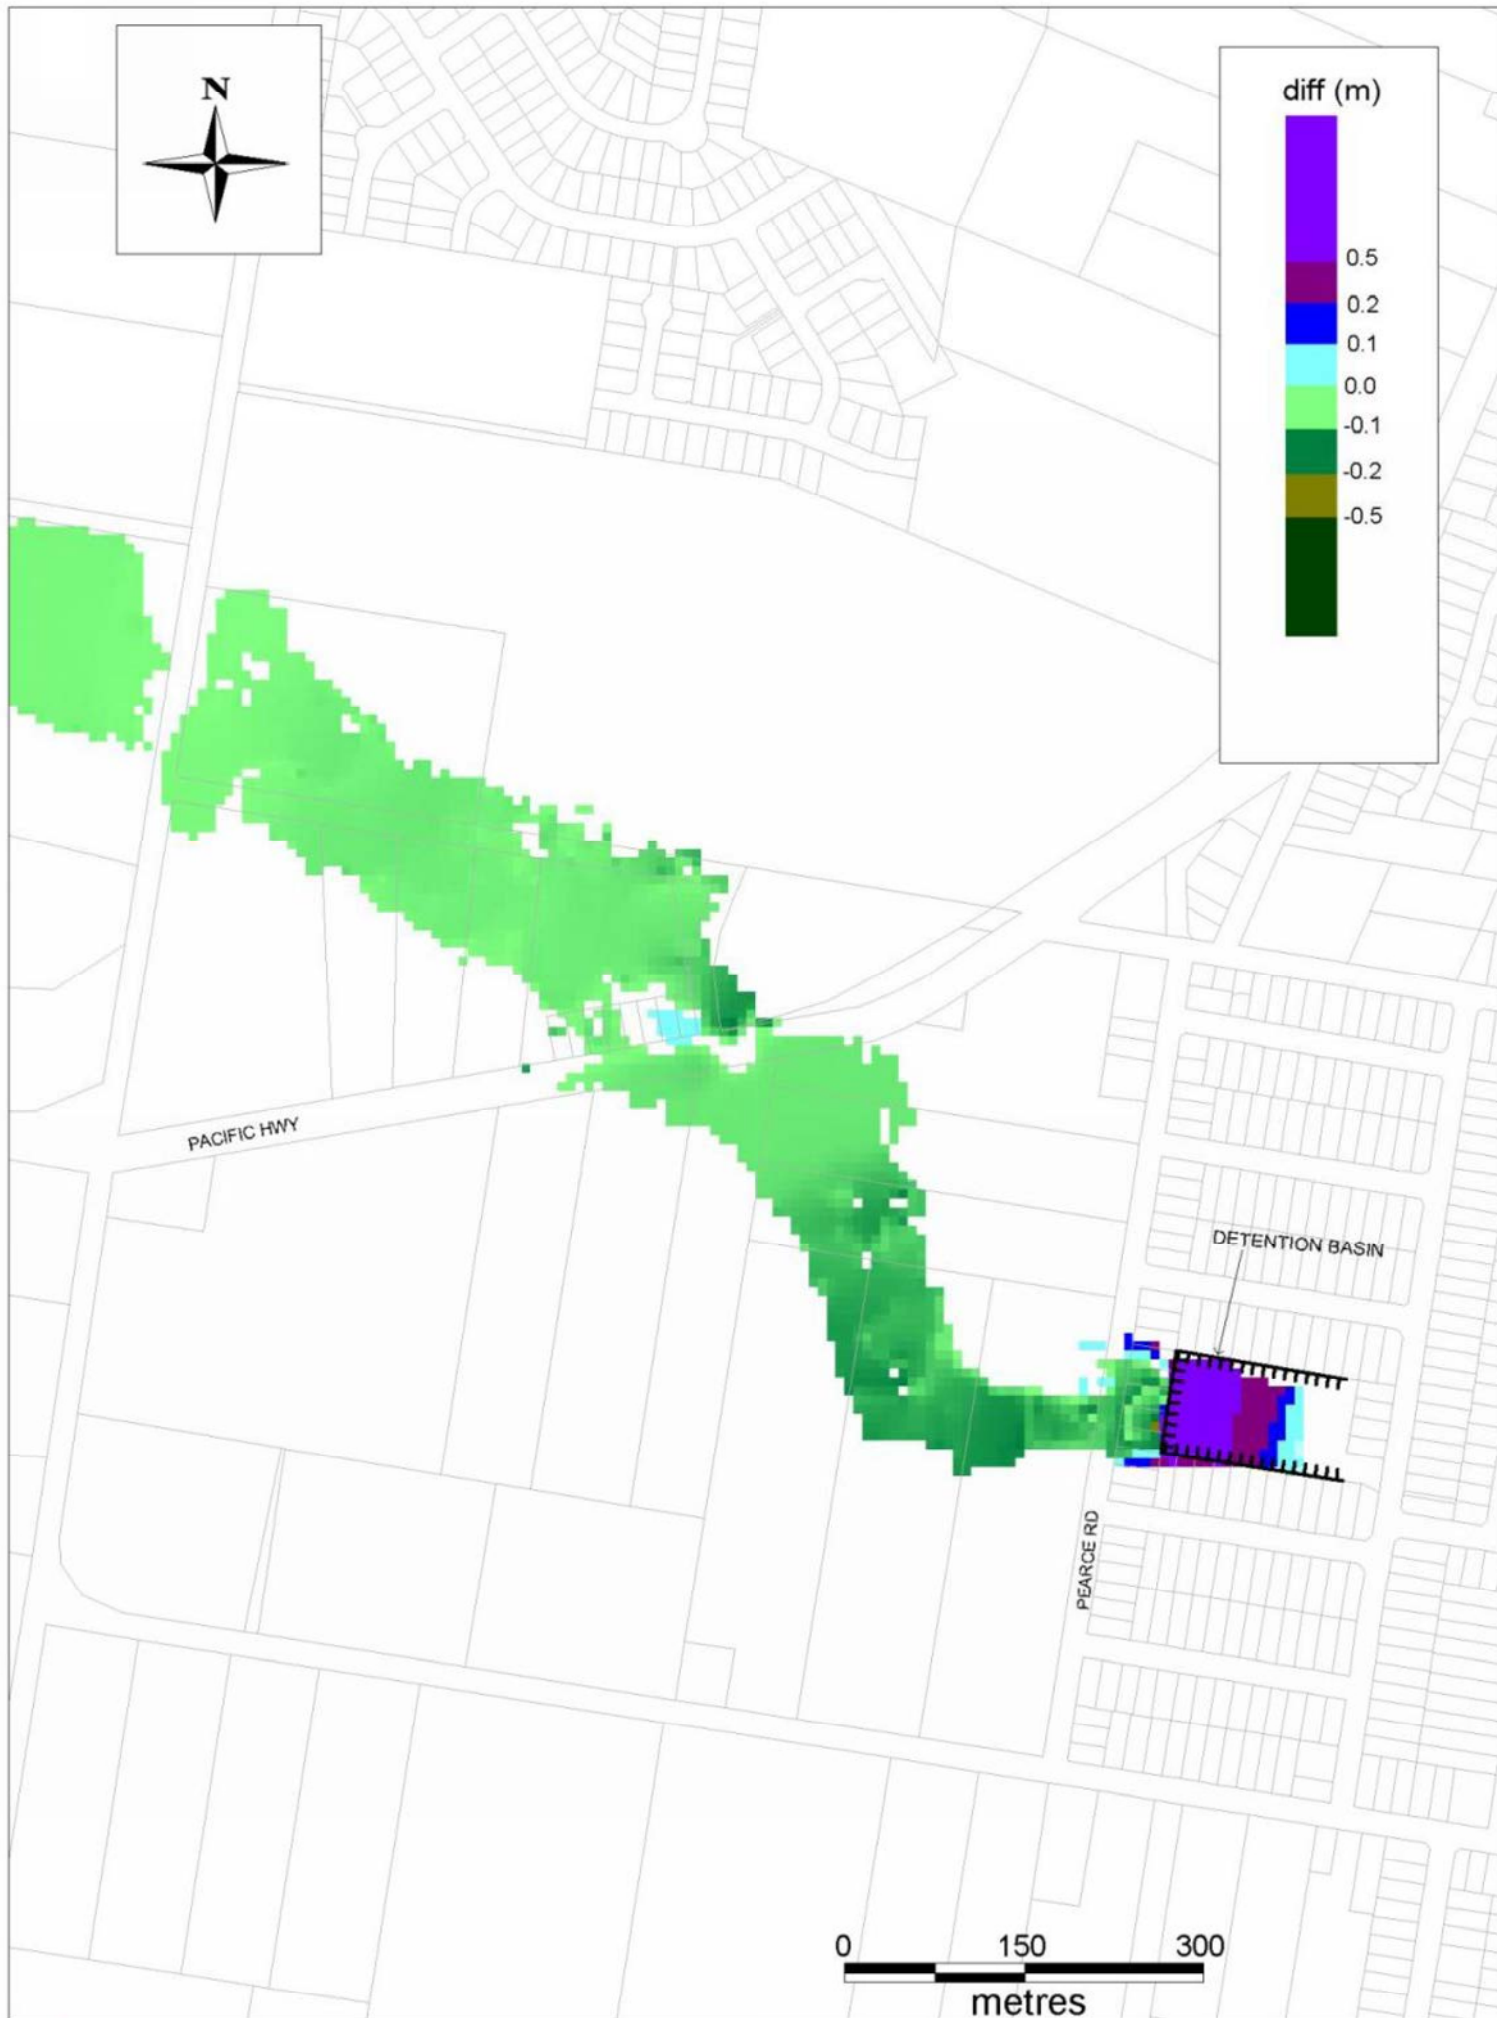 N
diff (m)
0.5
0.2
0.1
0.0
-0.1
-0.2
-0.5
PACIFIC HWY
DETENTION BASIN
PEARCE RD
0 150 300
metres